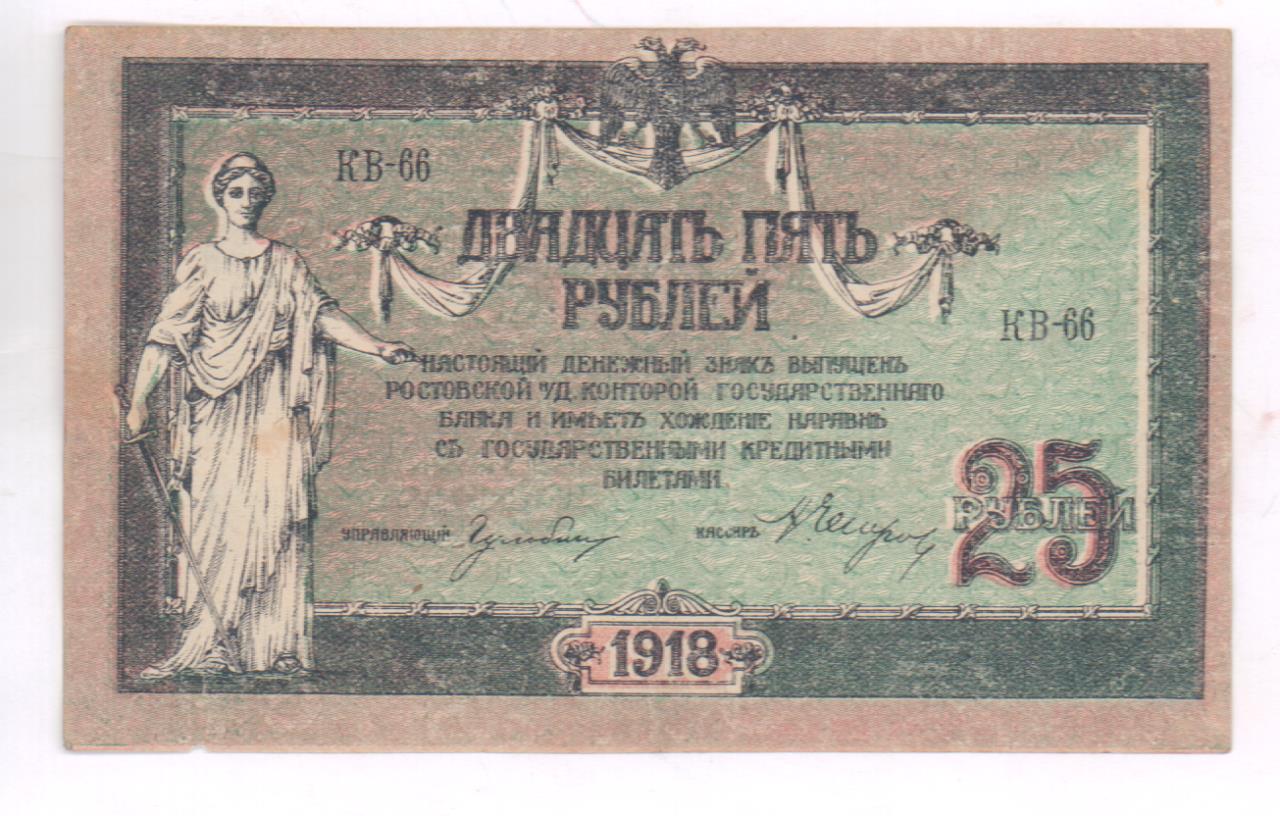 КВ-66
ДВАДЦАТЬ ПЯТЬ
РУБЛЕЙ
КВ-66
НАСТОЯЩІЙ ДЕНЕЖНЫЙ ЗНАКЪ ВЫПУЩЕНЪ
РОСТОВСКОЙ Н/Д. КОНТОРОЙ ГОСУДАРСТВЕННАГО
БАНКА И ИМѢЕТЪ ХОЖДЕНІЕ НАРАВНѢ
СЪ ГОСУДАРСТВЕННЫМИ КРЕДИТНЫМИ
БИЛЕТАМИ.
25
РУБЛЕЙ
УПРАВЛЯЮЩІЙ КАССИРЪ
1918